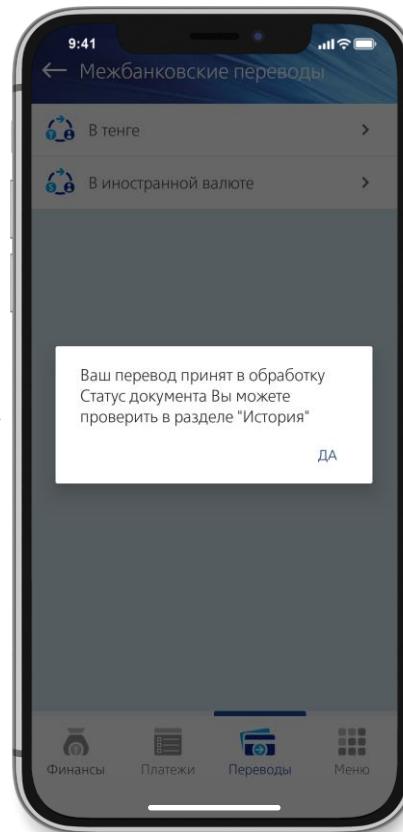 9:41
Межбанковские переводы
В тенге
В иностранной валюте
Ваш перевод принят в обработку
Статус документа Вы можете
проверить в разделе "История"
ДА
Финансы Платежи Переводы Меню